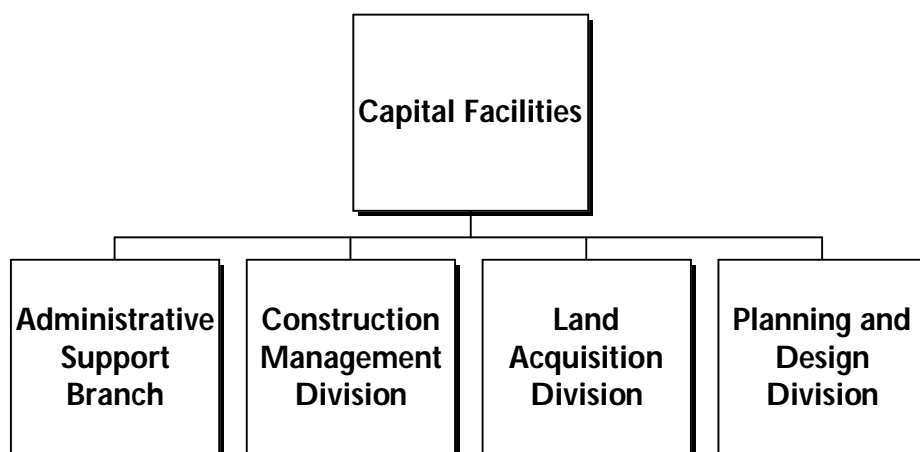 Capital Facilities
Administrative
Support
Branch
Construction
Management
Division
Land
Acquisition
Division
Planning and
Design
Division